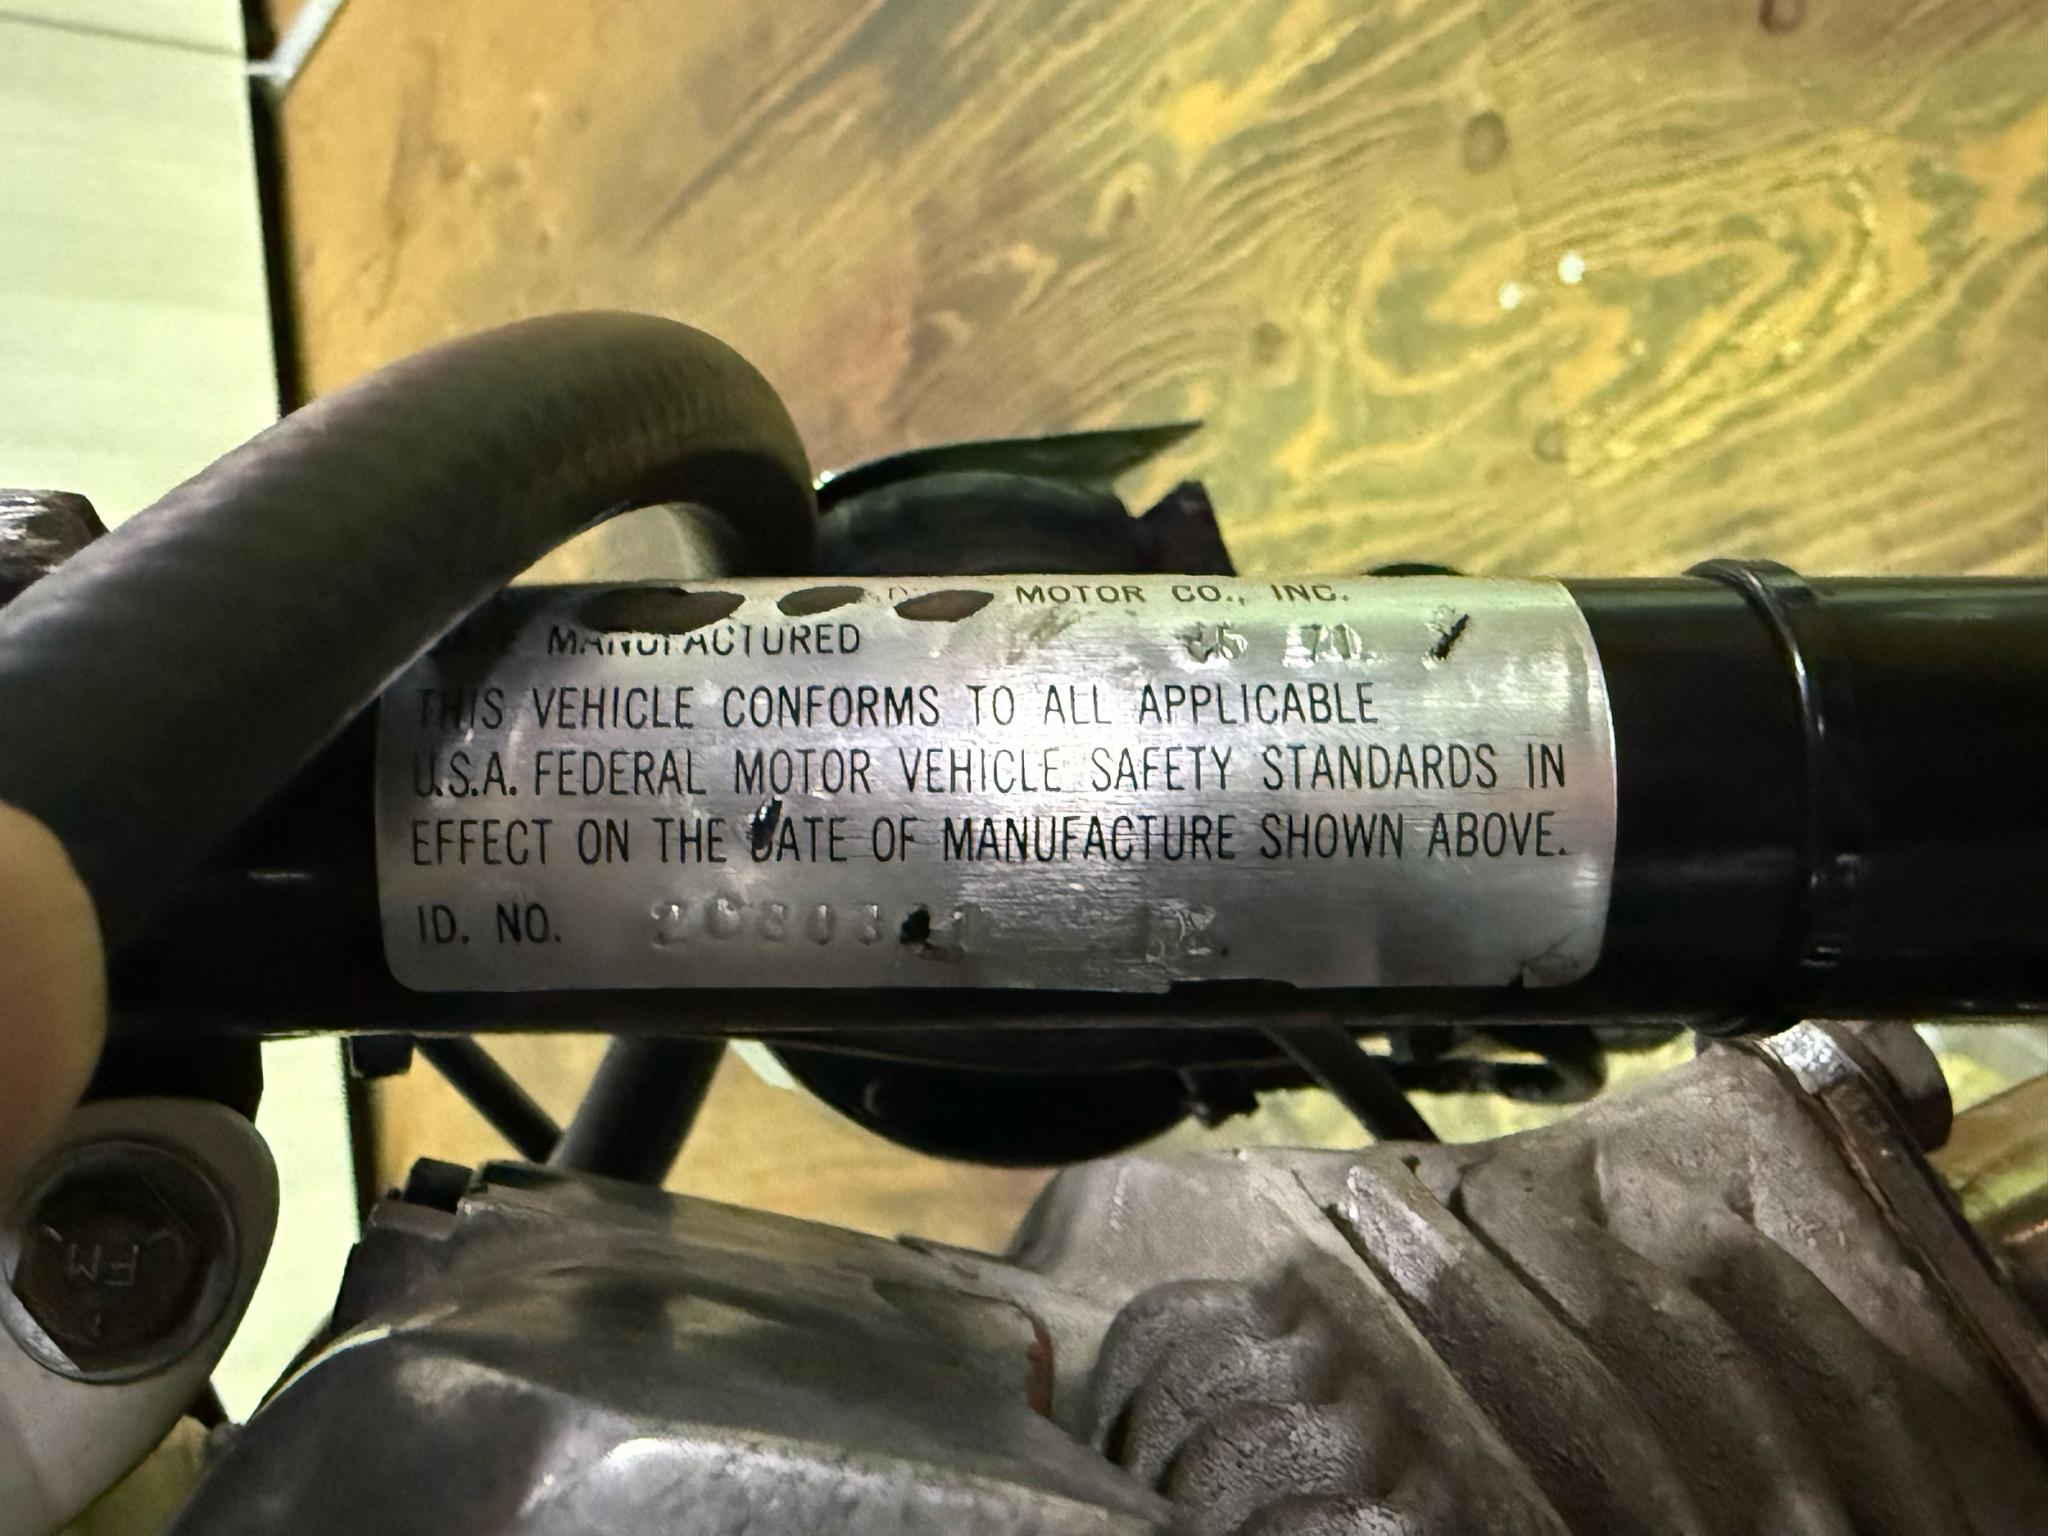 MOTOR CO., INC.
MANUFACTURED
THIS VEHICLE CONFORMS TO ALL APPLICABLE
U.S.A. FEDERAL MOTOR VEHICLE SAFETY STANDARDS IN
EFFECT ON THE DATE OF MANUFACTURE SHOWN ABOVE.
ID. NO.